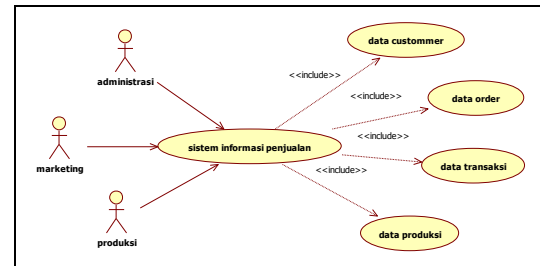 data custommer
administrasi
<<include>>
<<include>>
data order
<<include>>
sistem informasi penjualan
marketing
data transaksi
<<include>>
produksi
data produksi